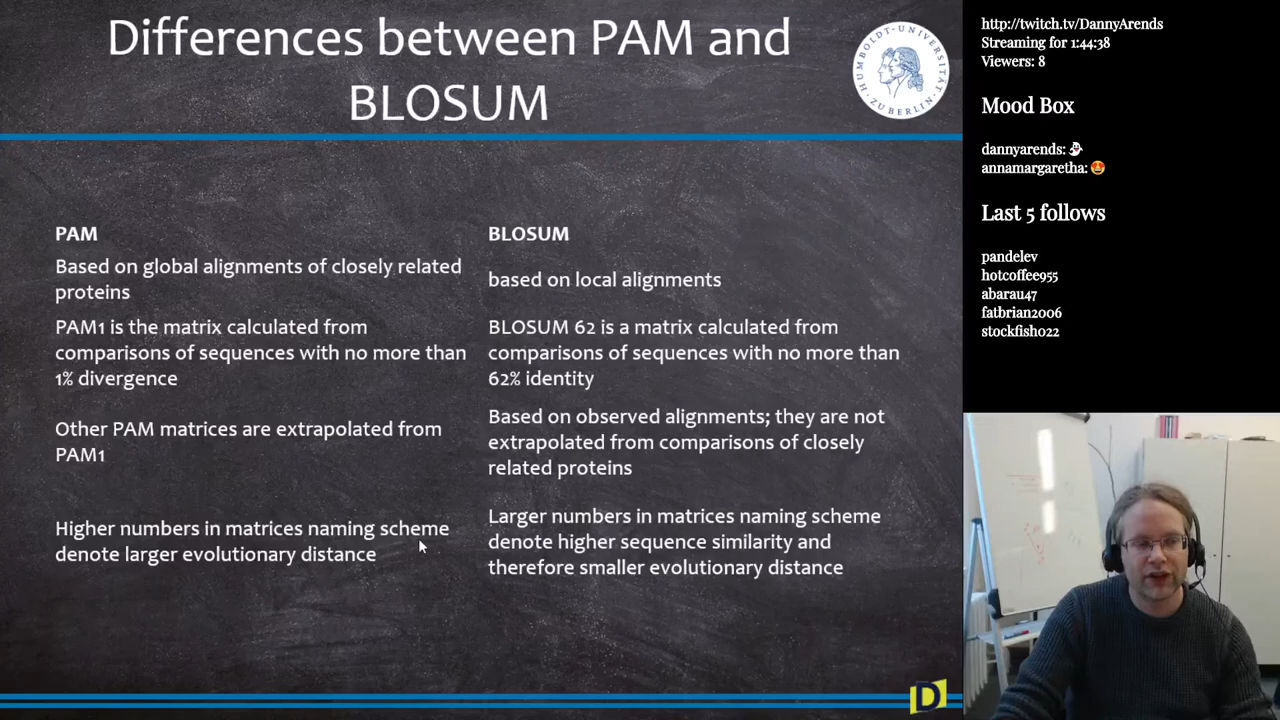 Differences between PAM and
BLOSUM
HUMBOLDT-UNIVERSITÄT
ZU BERLIN
PAM
Based on global alignments of closely related
proteins
PAM1 is the matrix calculated from
comparisons of sequences with no more than
1% divergence
Other PAM matrices are extrapolated from
PAM1
Higher numbers in matrices naming scheme
denote larger evolutionary distance
BLOSUM
based on local alignments
BLOSUM 62 is a matrix calculated from
comparisons of sequences with no more than
62% identity
Based on observed alignments; they are not
extrapolated from comparisons of closely
related proteins
Larger numbers in matrices naming scheme
denote higher sequence similarity and
therefore smaller evolutionary distance
D
http://twitch.tv/DannyArends
Streaming for 1:44:38
Viewers: 8
Mood Box
dannyarends: 👻
annamargaretha: 😍
Last 5 follows
pandelev
hotcoffee955
abarau47
fatbrian2006
stockfish022